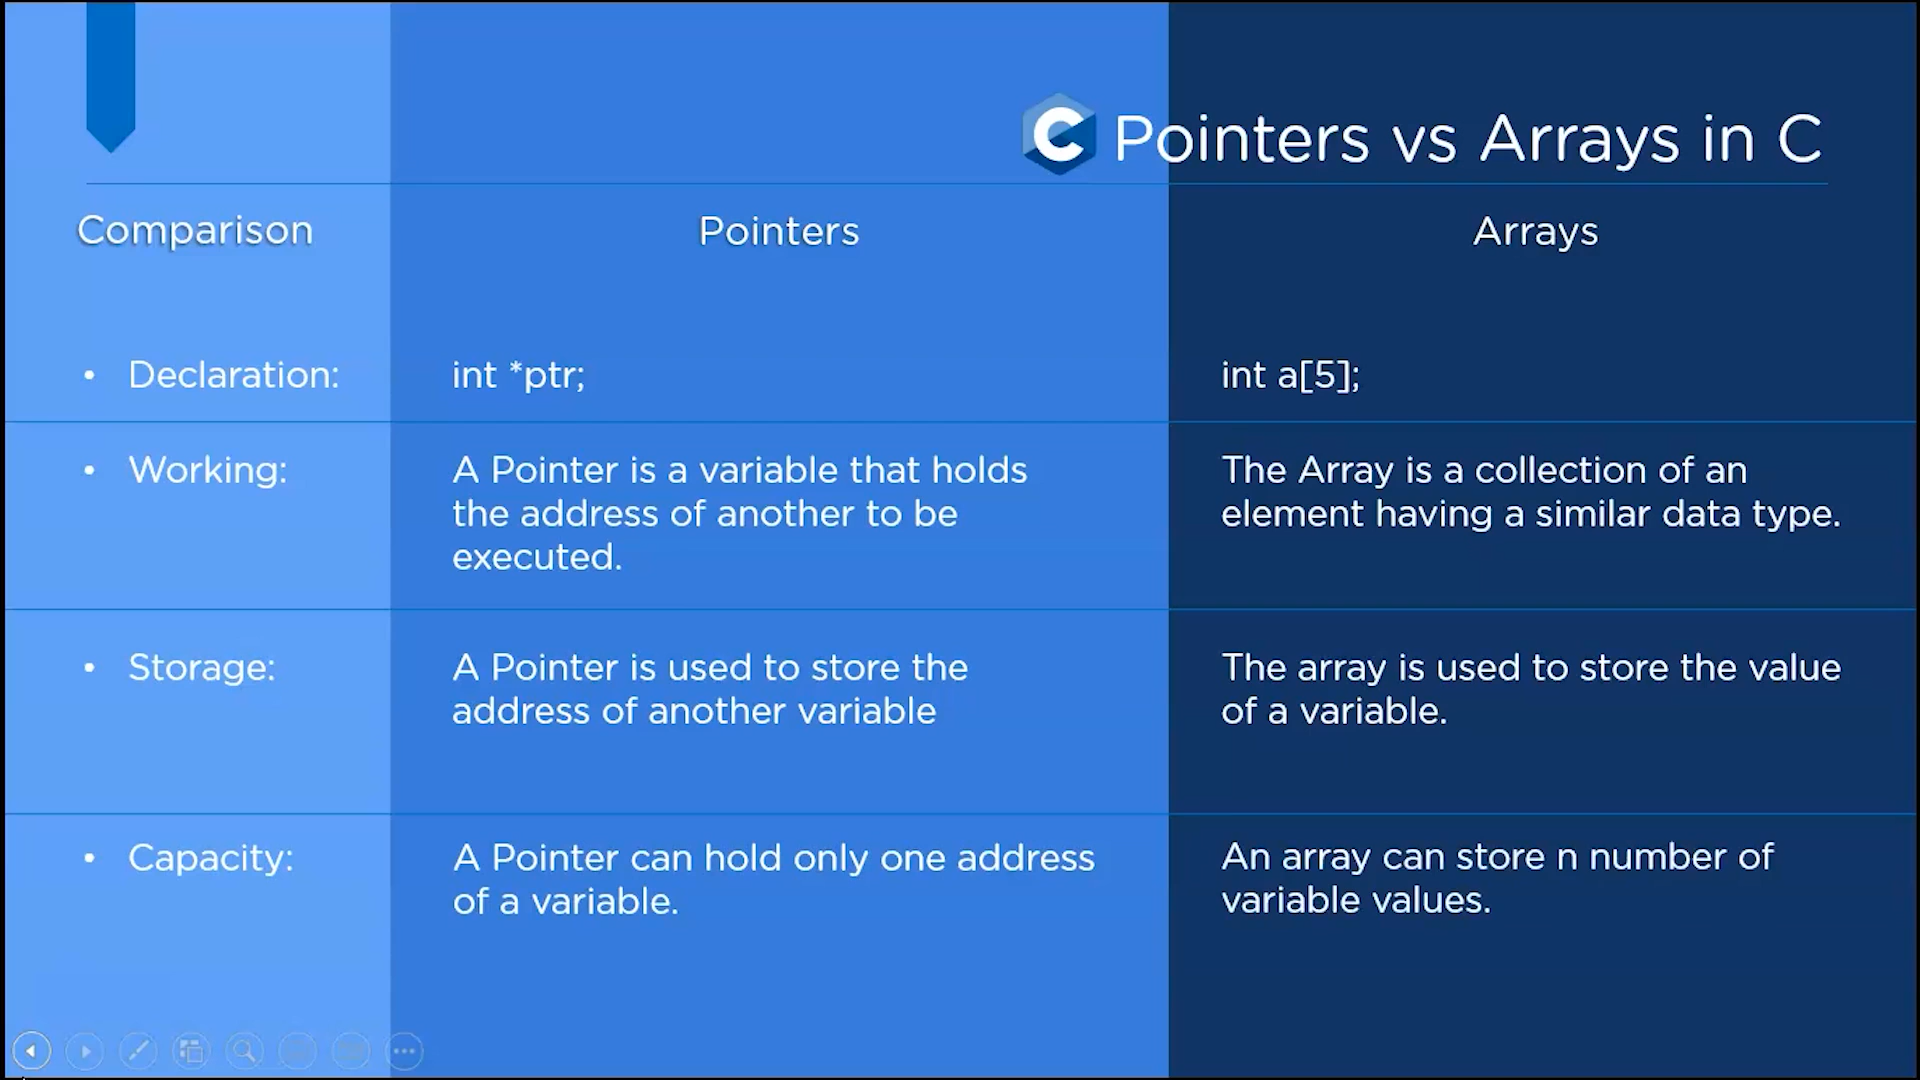 C Pointers vs Arrays in C
Comparison
Pointers
Arrays
• Declaration:
int *ptr;
int a[5];
• Working:
A Pointer is a variable that holds
the address of another to be
executed.
The Array is a collection of an
element having a similar data type.
• Storage:
A Pointer is used to store the
address of another variable
The array is used to store the value
of a variable.
• Capacity:
A Pointer can hold only one address
of a variable.
An array can store n number of
variable values.